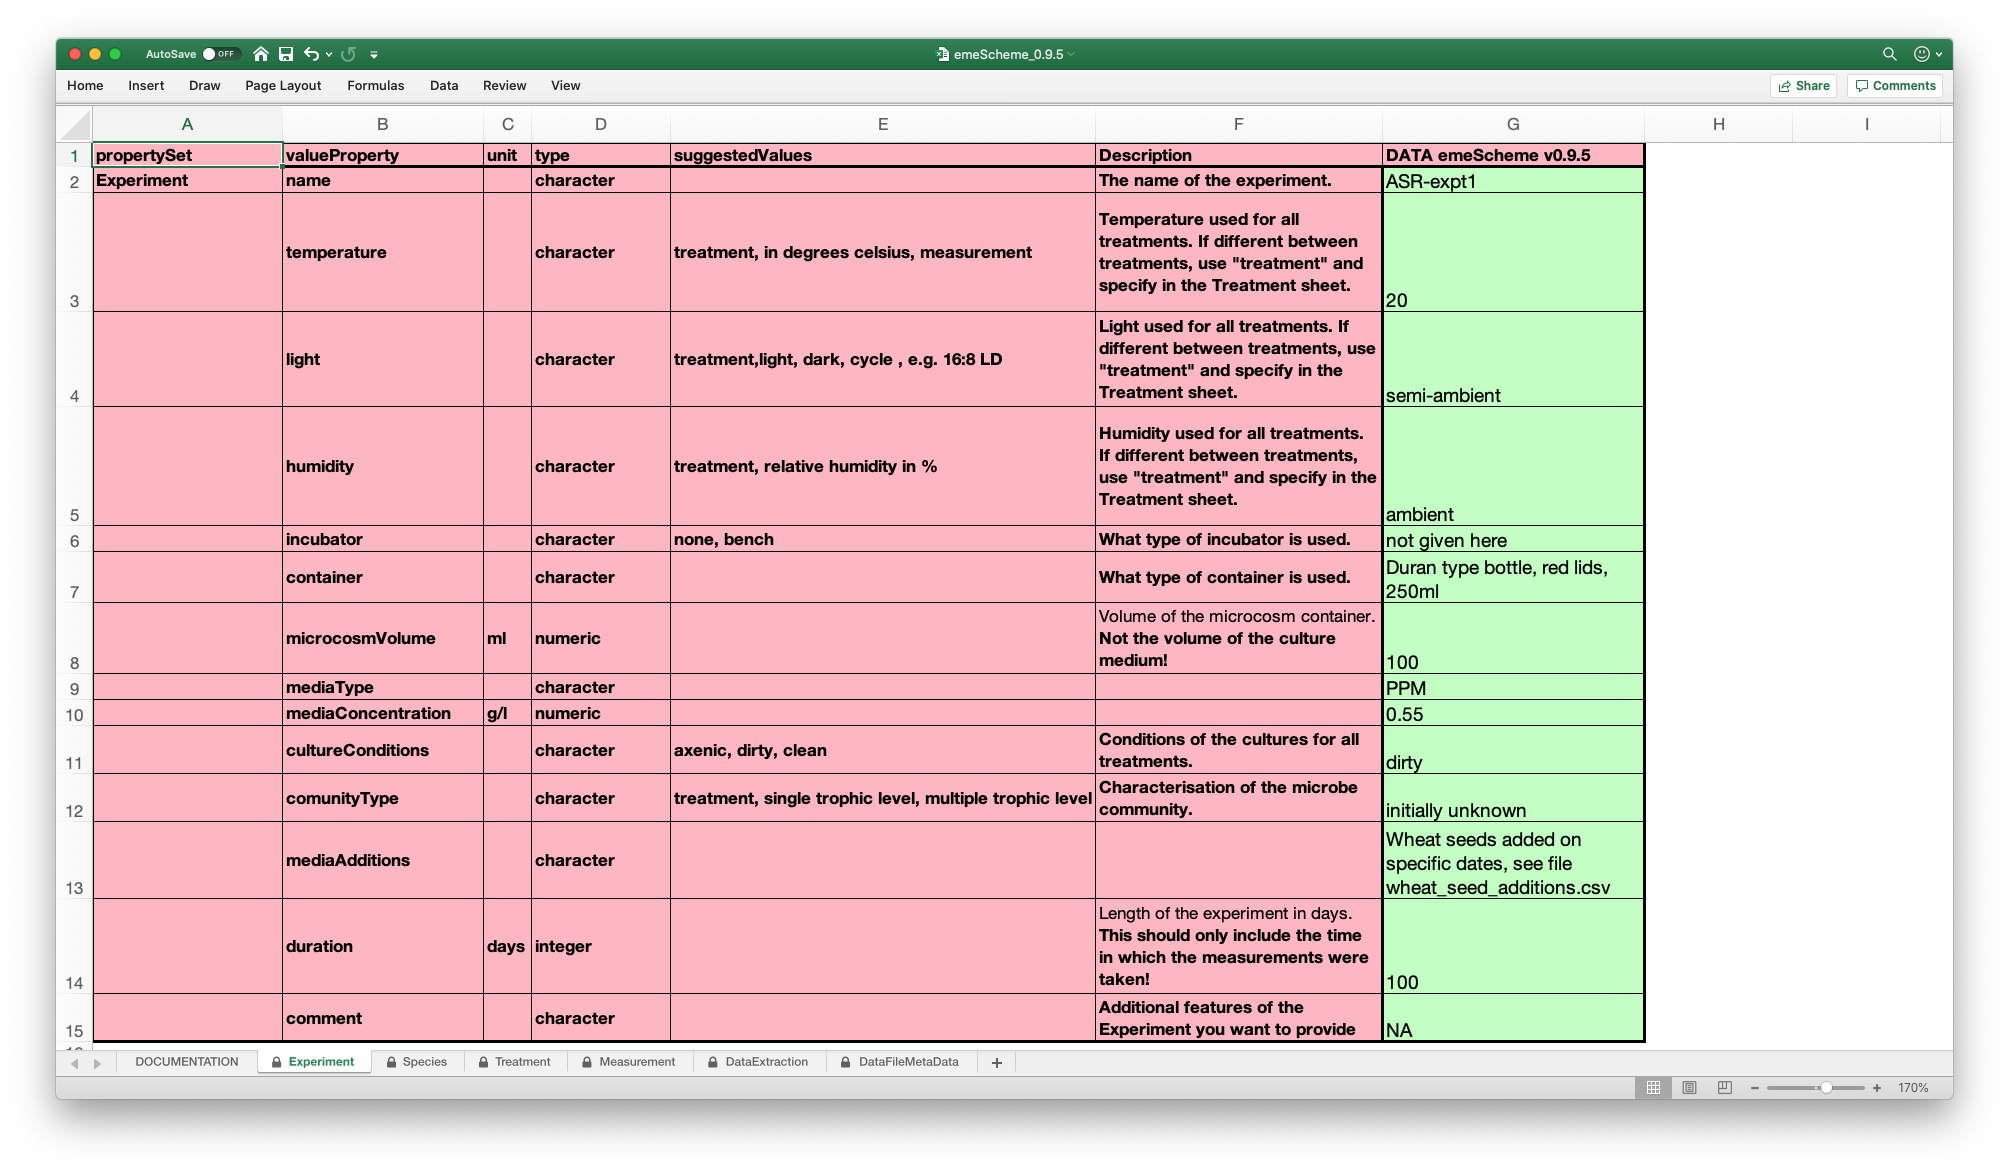 AutoSave OFF
emeScheme_0.9.5
Home Insert Draw Page Layout Formulas Data Review View
Share Comments
A B C D E F G H I
1 propertySet valueProperty unit type suggestedValues Description DATA emeScheme v0.9.5
2 Experiment name character The name of the experiment. ASR-expt1
Temperature used for all
treatments. If different between
treatments, use "treatment" and
specify in the Treatment sheet.
3 temperature character treatment, in degrees celsius, measurement 20
Light used for all treatments. If
different between treatments, use
"treatment" and specify in the
Treatment sheet.
4 light character treatment,light, dark, cycle , e.g. 16:8 LD semi-ambient
Humidity used for all treatments.
If different between treatments,
use "treatment" and specify in the
Treatment sheet.
5 humidity character treatment, relative humidity in % ambient
6 incubator character none, bench What type of incubator is used. not given here
7 container character What type of container is used. Duran type bottle, red lids,
250ml
Volume of the microcosm container.
Not the volume of the culture
medium!
8 microcosmVolume ml numeric 100
9 mediaType character PPM
10 mediaConcentration g/l numeric 0.55
Conditions of the cultures for all
treatments.
11 cultureConditions character axenic, dirty, clean dirty
Characterisation of the microbe
community.
12 comunityType character treatment, single trophic level, multiple trophic level initially unknown
13 mediaAdditions character Wheat seeds added on
specific dates, see file
wheat_seed_additions.csv
Length of the experiment in days.
This should only include the time
in which the measurements were
taken!
14 duration days integer 100
Additional features of the
Experiment you want to provide
15 comment character NA
DOCUMENTATION Experiment Species Treatment Measurement DataExtraction DataFileMetaData +
170%